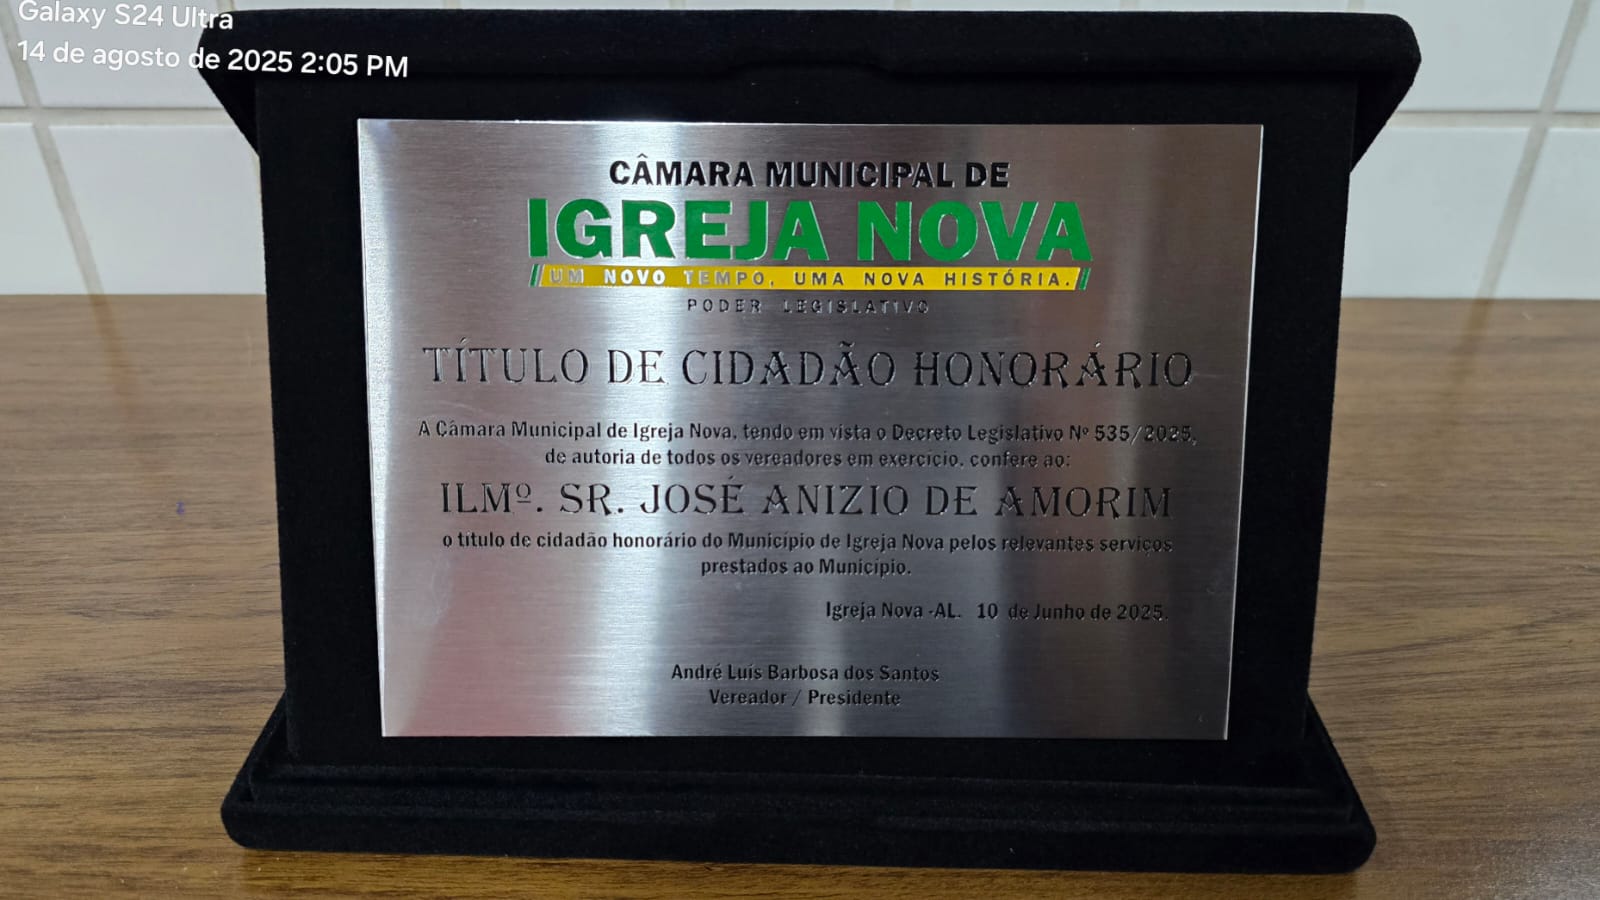 Galaxy S24 Ultra
14 de agosto de 2025 2:05 PM
CÂMARA MUNICIPAL DE
IGREJA NOVA
UM NOVO TEMPO, UMA NOVA HISTÓRIA.
PODER LEGISLATIVO
TÍTULO DE CIDADÃO HONORÁRIO
A Câmara Municipal de Igreja Nova, tendo em vista o Decreto Legislativo Nº 535/2025,
de autoria de todos os vereadores em exercício, confere ao:
ILMº. SR. JOSÉ ANIZIO DE AMORIM
o título de cidadão honorário do Município de Igreja Nova pelos relevantes serviços
prestados ao Município.
Igreja Nova -AL. 10 de Junho de 2025.
André Luís Barbosa dos Santos
Vereador / Presidente